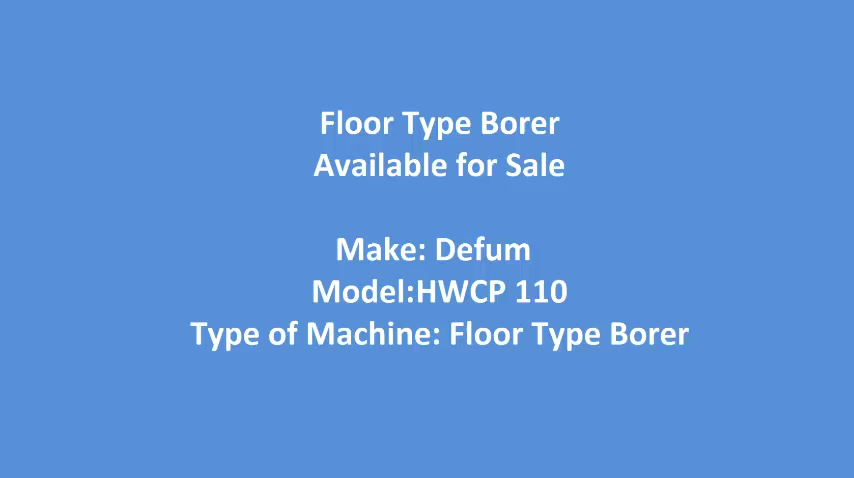 Floor Type Borer
Available for Sale
Make: Defum
Model:HWCP 110
Type of Machine: Floor Type Borer